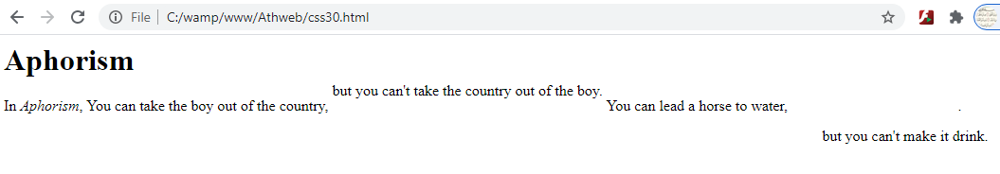 File | C:/wamp/www/Athweb/css30.html
Aphorism
but you can't take the country out of the boy.
In Aphorism, You can take the boy out of the country, You can lead a horse to water, .
but you can't make it drink.